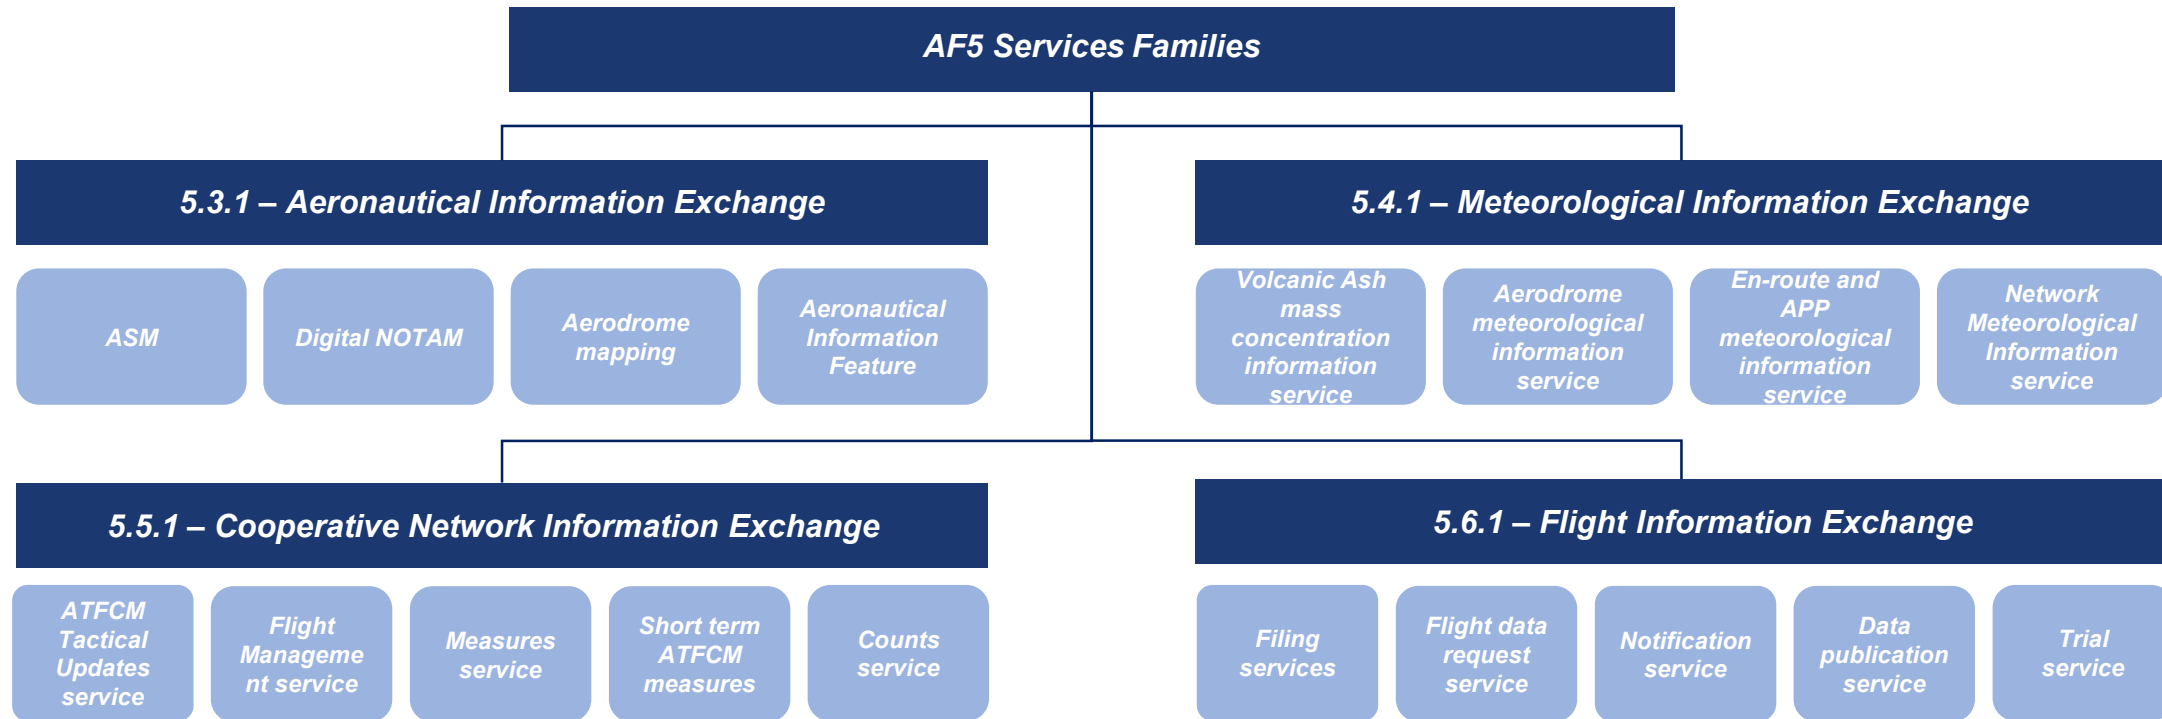 AF5 Services Families
5.3.1 – Aeronautical Information Exchange
ASM
Digital NOTAM
Aerodrome
mapping
Aeronautical
Information
Feature
5.4.1 – Meteorological Information Exchange
Volcanic Ash
mass
concentration
information
service
Aerodrome
meteorological
information
service
En-route and
APP
meteorological
information
service
Network
Meteorological
Information
service
5.5.1 – Cooperative Network Information Exchange
ATFCM
Tactical
Updates
service
Flight
Manageme
nt service
Measures
service
Short term
ATFCM
measures
Counts
service
5.6.1 – Flight Information Exchange
Filing
services
Flight data
request
service
Notification
service
Data
publication
service
Trial
service